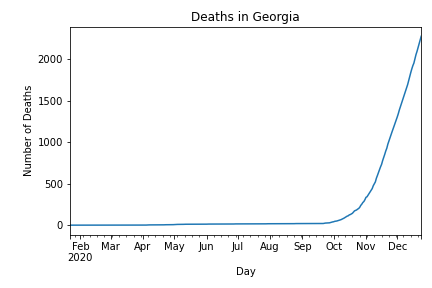 Deaths in Georgia
Number of Deaths
2000
1500
1000
500
0
Feb Mar Apr May Jun Jul Aug Sep Oct Nov Dec
2020
Day